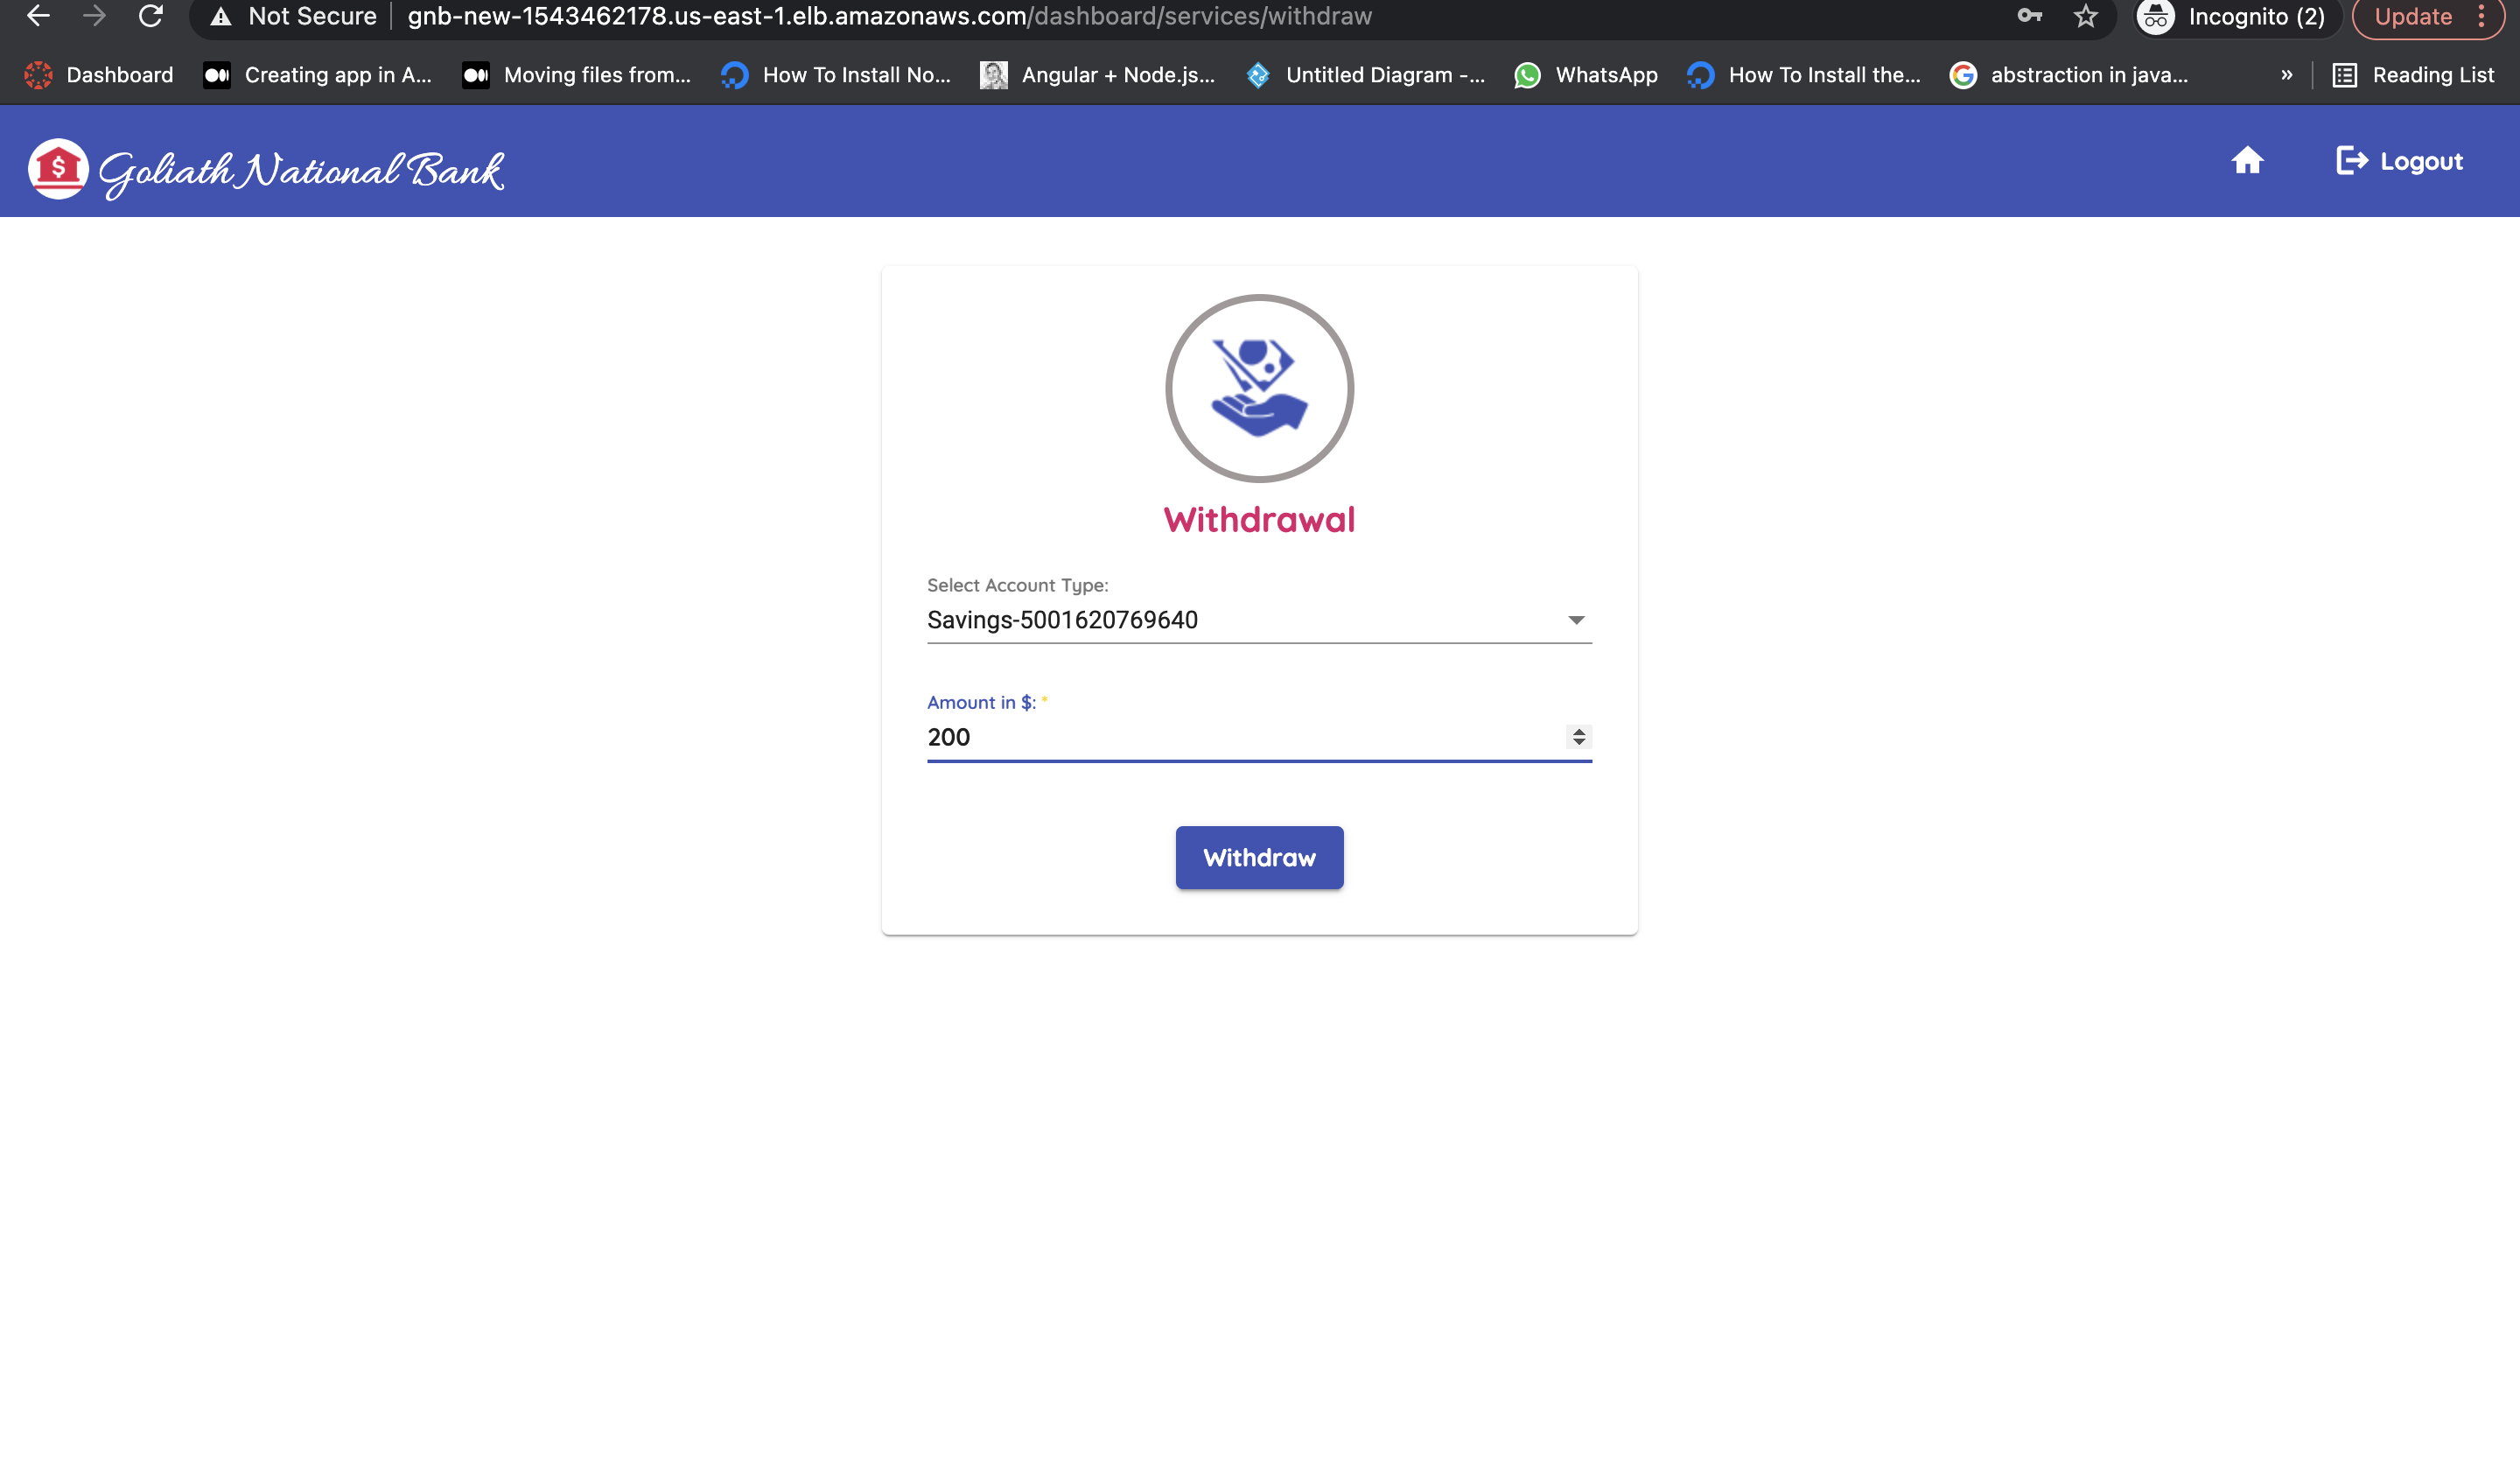 Not Secure gnb-new-1543462178.us-east-1.elb.amazonaws.com/dashboard/services/withdraw Incognito (2) Update
Dashboard Creating app in A... Moving files from... How To Install No... Angular + Node.js... Untitled Diagram -... WhatsApp How To Install the... abstraction in java... » Reading List
$ Goliath National Bank Logout
Withdrawal
Select Account Type:
Savings-5001620769640
Amount in $: *
200
Withdraw